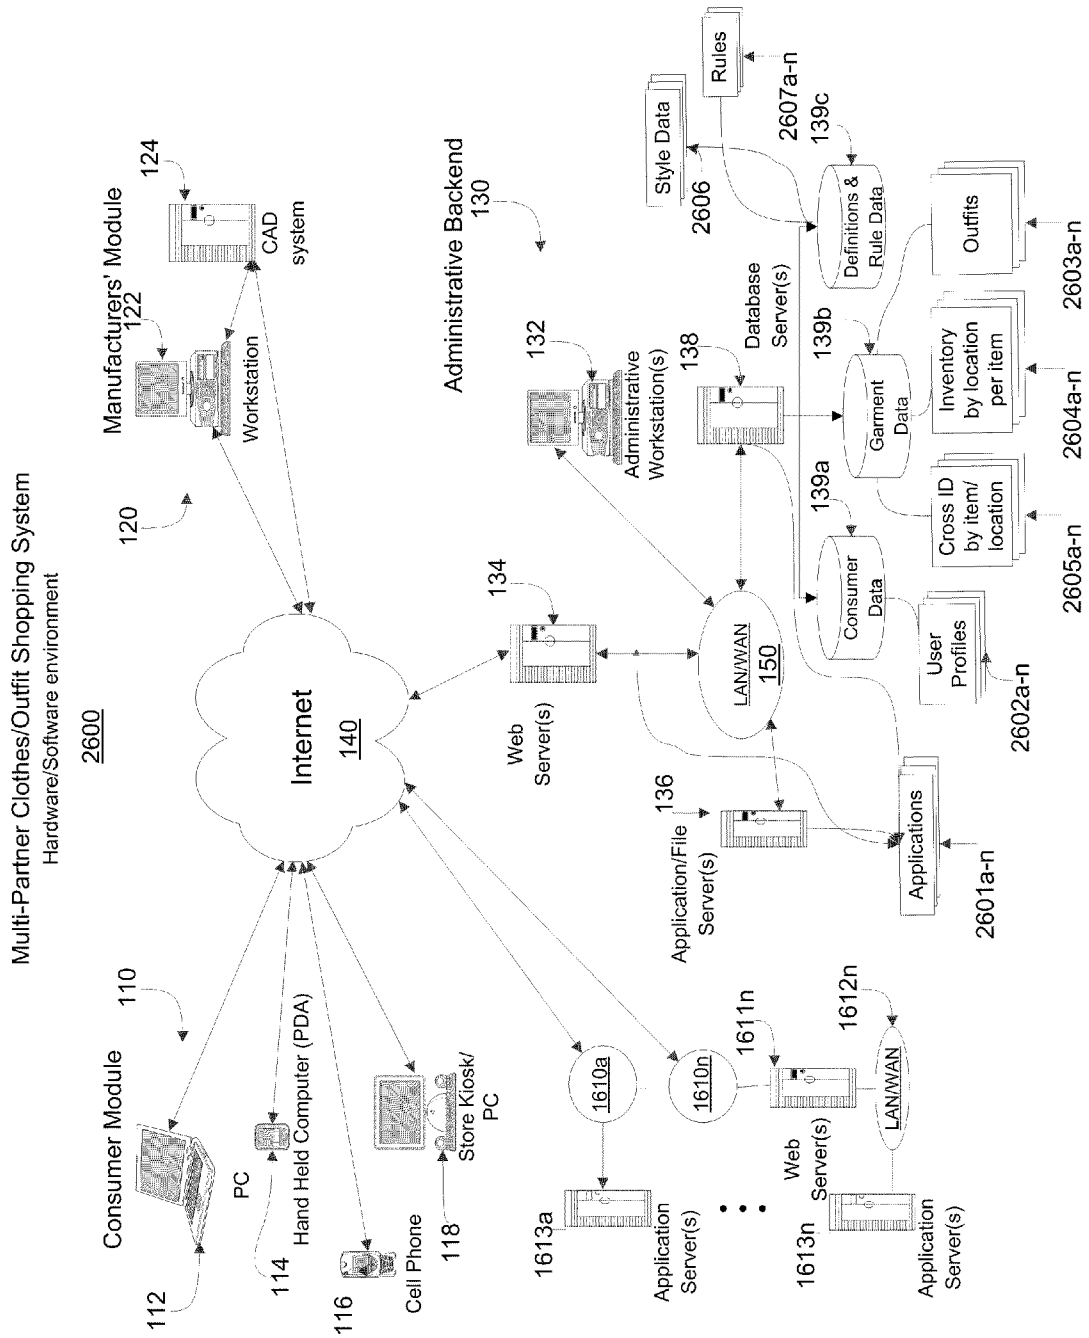 Multi-Partner Clothes/Outfit Shopping System
Hardware/Software environment
2600
Consumer Module
110
112
PC
114
Hand Held Computer (PDA)
116
Cell Phone
118
Store Kiosk/
PC
Internet
140
Manufacturers' Module
120
122
Workstation
124
CAD
system
Administrative Backend
130
132
Administrative
Workstation(s)
134
Web
Server(s)
LAN/WAN
150
136
Application/File
Server(s)
138
Database
Server(s)
139a
Consumer
Data
139b
Garment
Data
139c
Definitions &
Rule Data
Style Data
2606
Rules
2607a-n
Applications
2601a-n
User
Profiles
2602a-n
Cross ID
by item/
location
2605a-n
Inventory
by location
per item
2604a-n
Outfits
2603a-n
1610a
1613a
Application
Server(s)
1610n
1611n
Web
Server(s)
1612n
LAN/WAN
1613n
Application
Server(s)